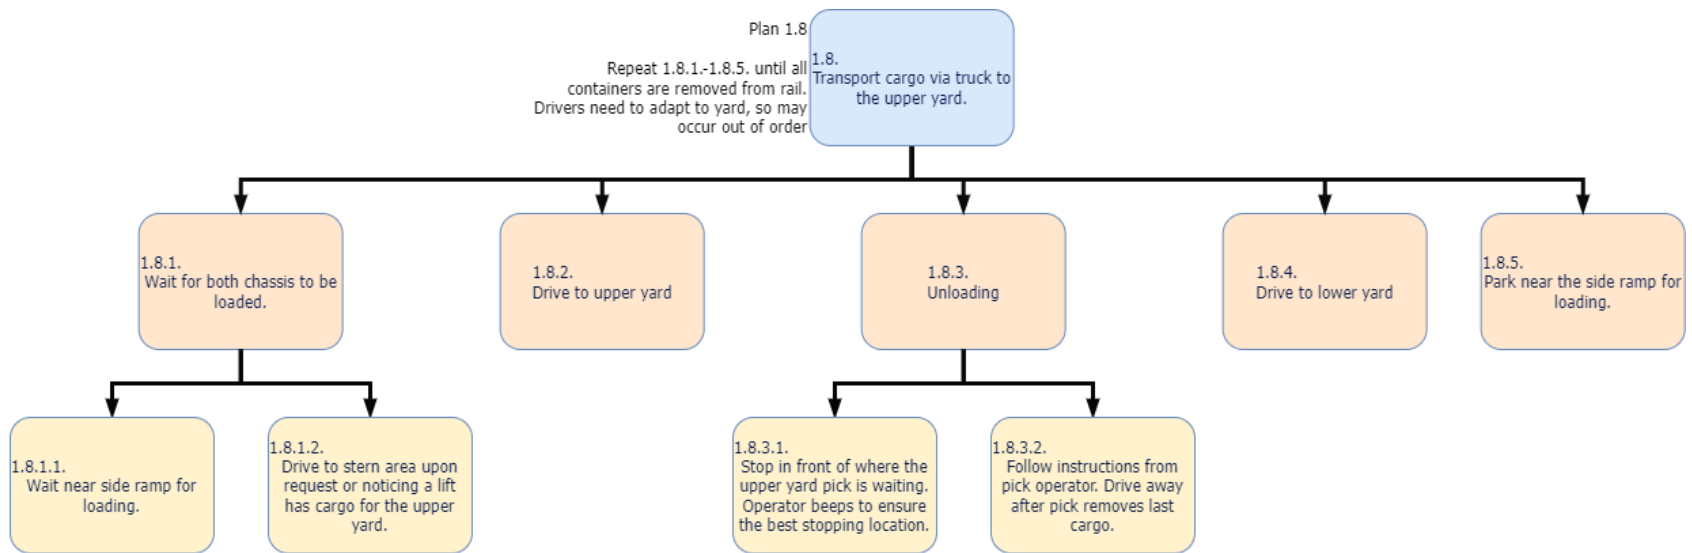 Plan 1.8
Repeat 1.8.1.-1.8.5. until all
containers are removed from rail.
Drivers need to adapt to yard, so may
occur out of order
1.8.
Transport cargo via truck to
the upper yard.
1.8.1.
Wait for both chassis to be
loaded.
1.8.2.
Drive to upper yard
1.8.3.
Unloading
1.8.4.
Drive to lower yard
1.8.5.
Park near the side ramp for
loading.
1.8.1.1.
Wait near side ramp for
loading.
1.8.1.2.
Drive to stern area upon
request or noticing a lift
has cargo for the upper
yard.
1.8.3.1.
Stop in front of where the
upper yard pick is waiting.
Operator beeps to ensure
the best stopping location.
1.8.3.2.
Follow instructions from
pick operator. Drive away
after pick removes last
cargo.